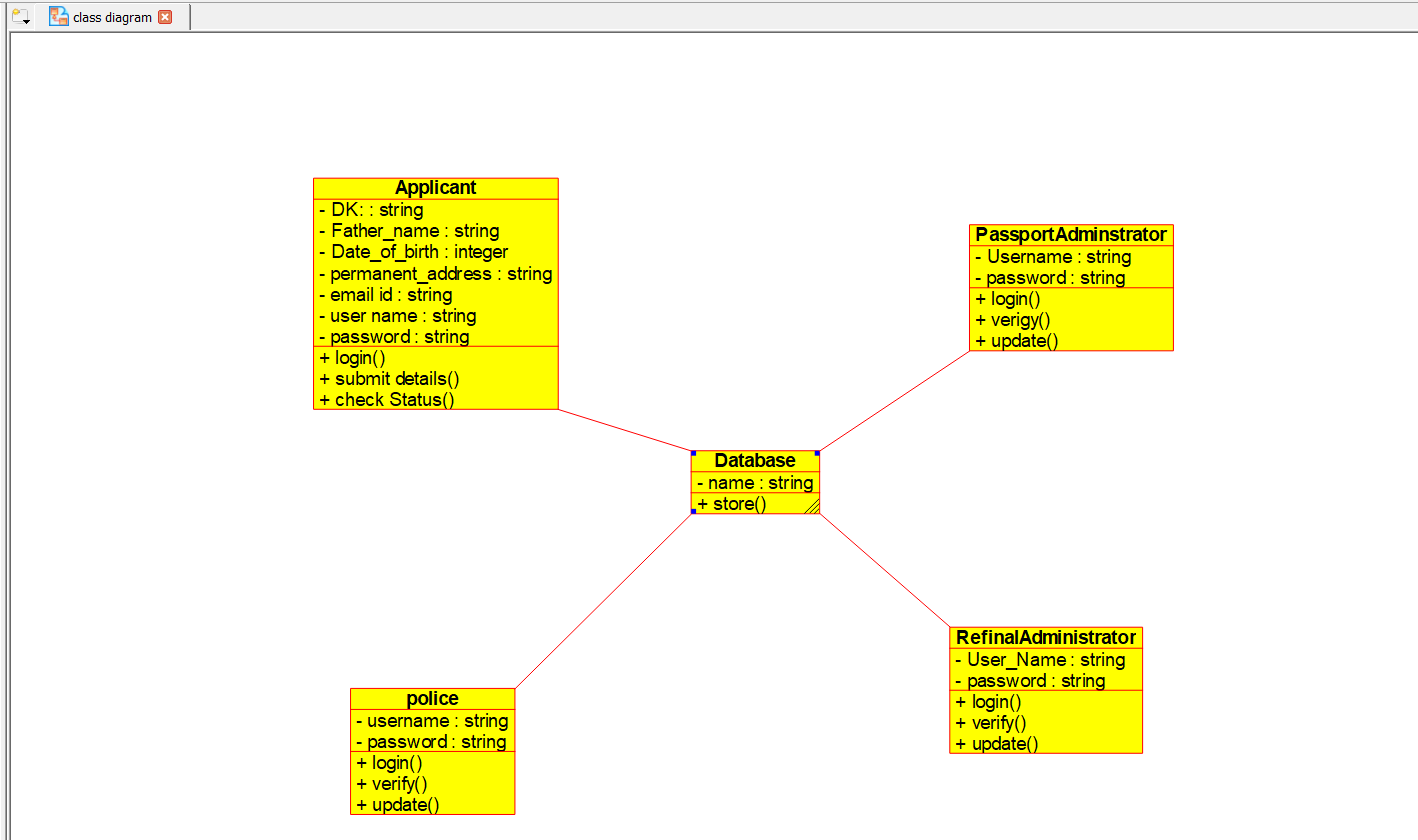 class diagram
Applicant
- DK: : string
- Father_name : string
- Date_of_birth : integer
- permanent_address : string
- email id : string
- user name : string
- password : string
+ login()
+ submit details()
+ check Status()
PassportAdminstrator
- Username : string
- password : string
+ login()
+ verigy()
+ update()
Database
- name : string
+ store()
police
- username : string
- password : string
+ login()
+ verify()
+ update()
RefinalAdministrator
- User_Name : string
- password : string
+ login()
+ verify()
+ update()